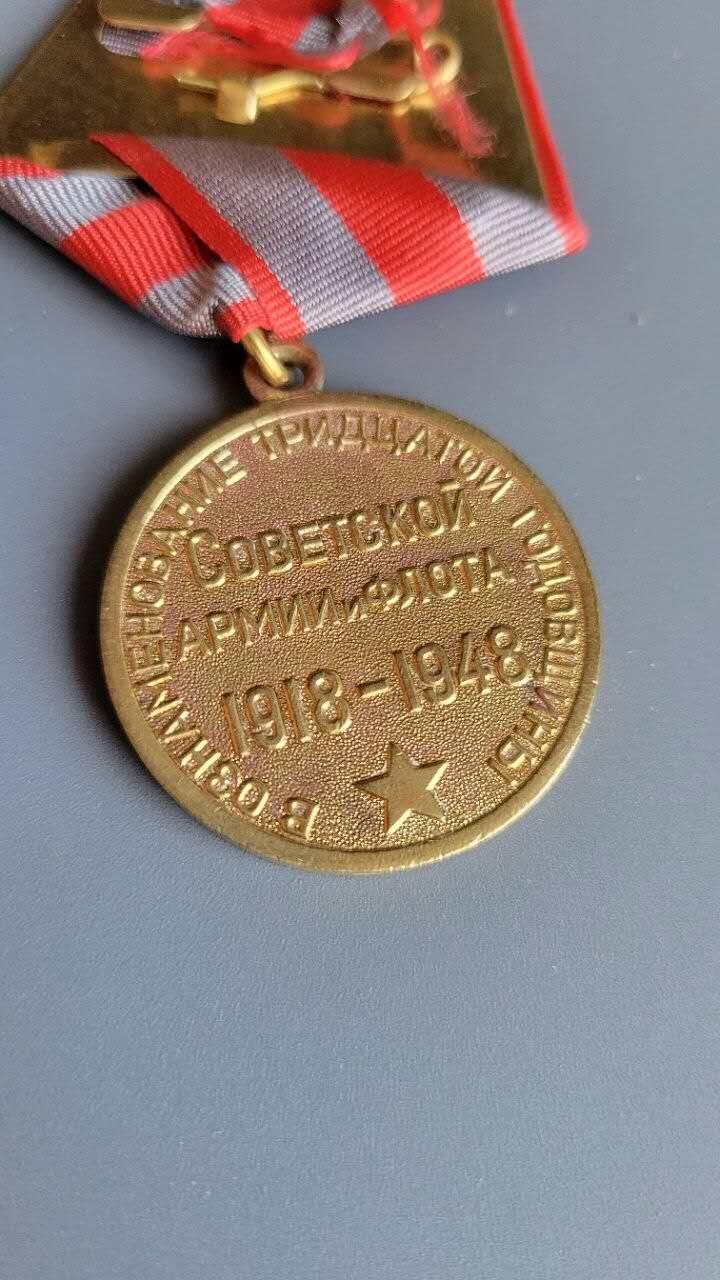 В ОЗНАМЕНОВАНИЕ ТРИДЦАТОЙ ГОДОВЩИНЫ
СОВЕТСКОЙ
АРМИИ и ФЛОТА
1918-1948